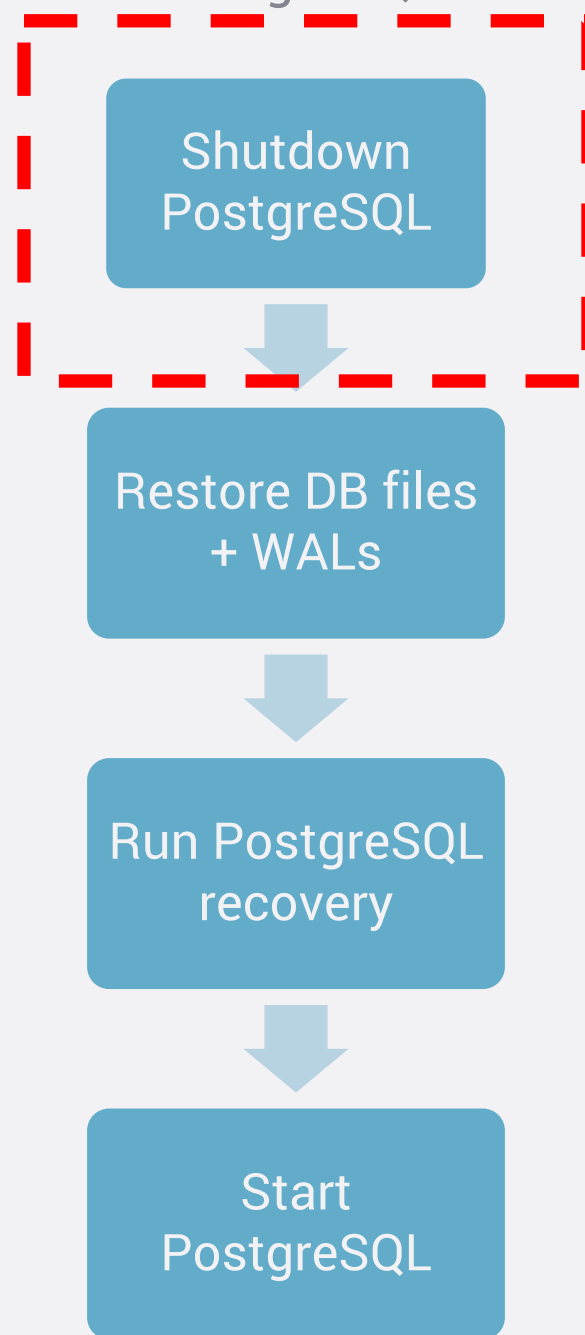 Shutdown
PostgreSQL
Restore DB files
+ WALs
Run PostgreSQL
recovery
Start
PostgreSQL